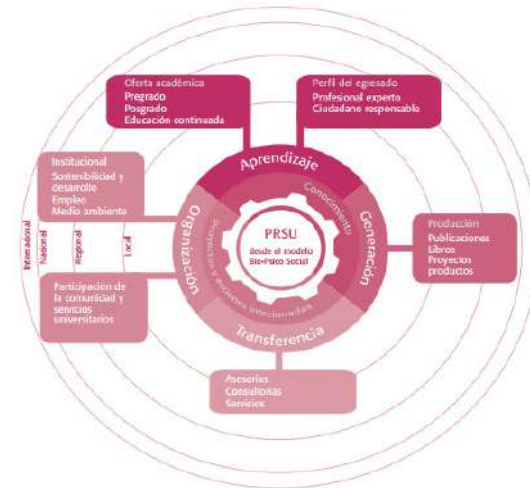 Oferta académica
Pregrado
Posgrado
Educación continuada
Perfil del egresado
Profesional experto
Ciudadano responsable
Aprendizaje
Conocimiento
Institucional
Sostenibilidad y
desarrollo
Empleo
Medio ambiente
Organización
Generación
PRSU
desde el modelo
Bio-Psico Social
Producción
Publicaciones
Libros
Proyectos
productos
Internacional
Nacional
Regional
Local
Proyectos y acciones
Participación de
la comunidad y
servicios
universitarios
Transferencia
Asesorías
Consultorías
Servicios